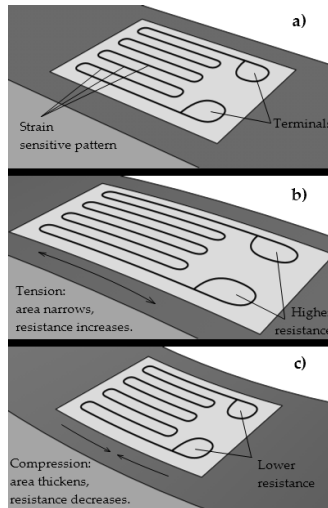 a)
Terminals
Strain
sensitive pattern
b)
Tension:
area narrows,
resistance increases.
Higher
resistance
c)
Compression:
area thickens,
resistance decreases.
Lower
resistance